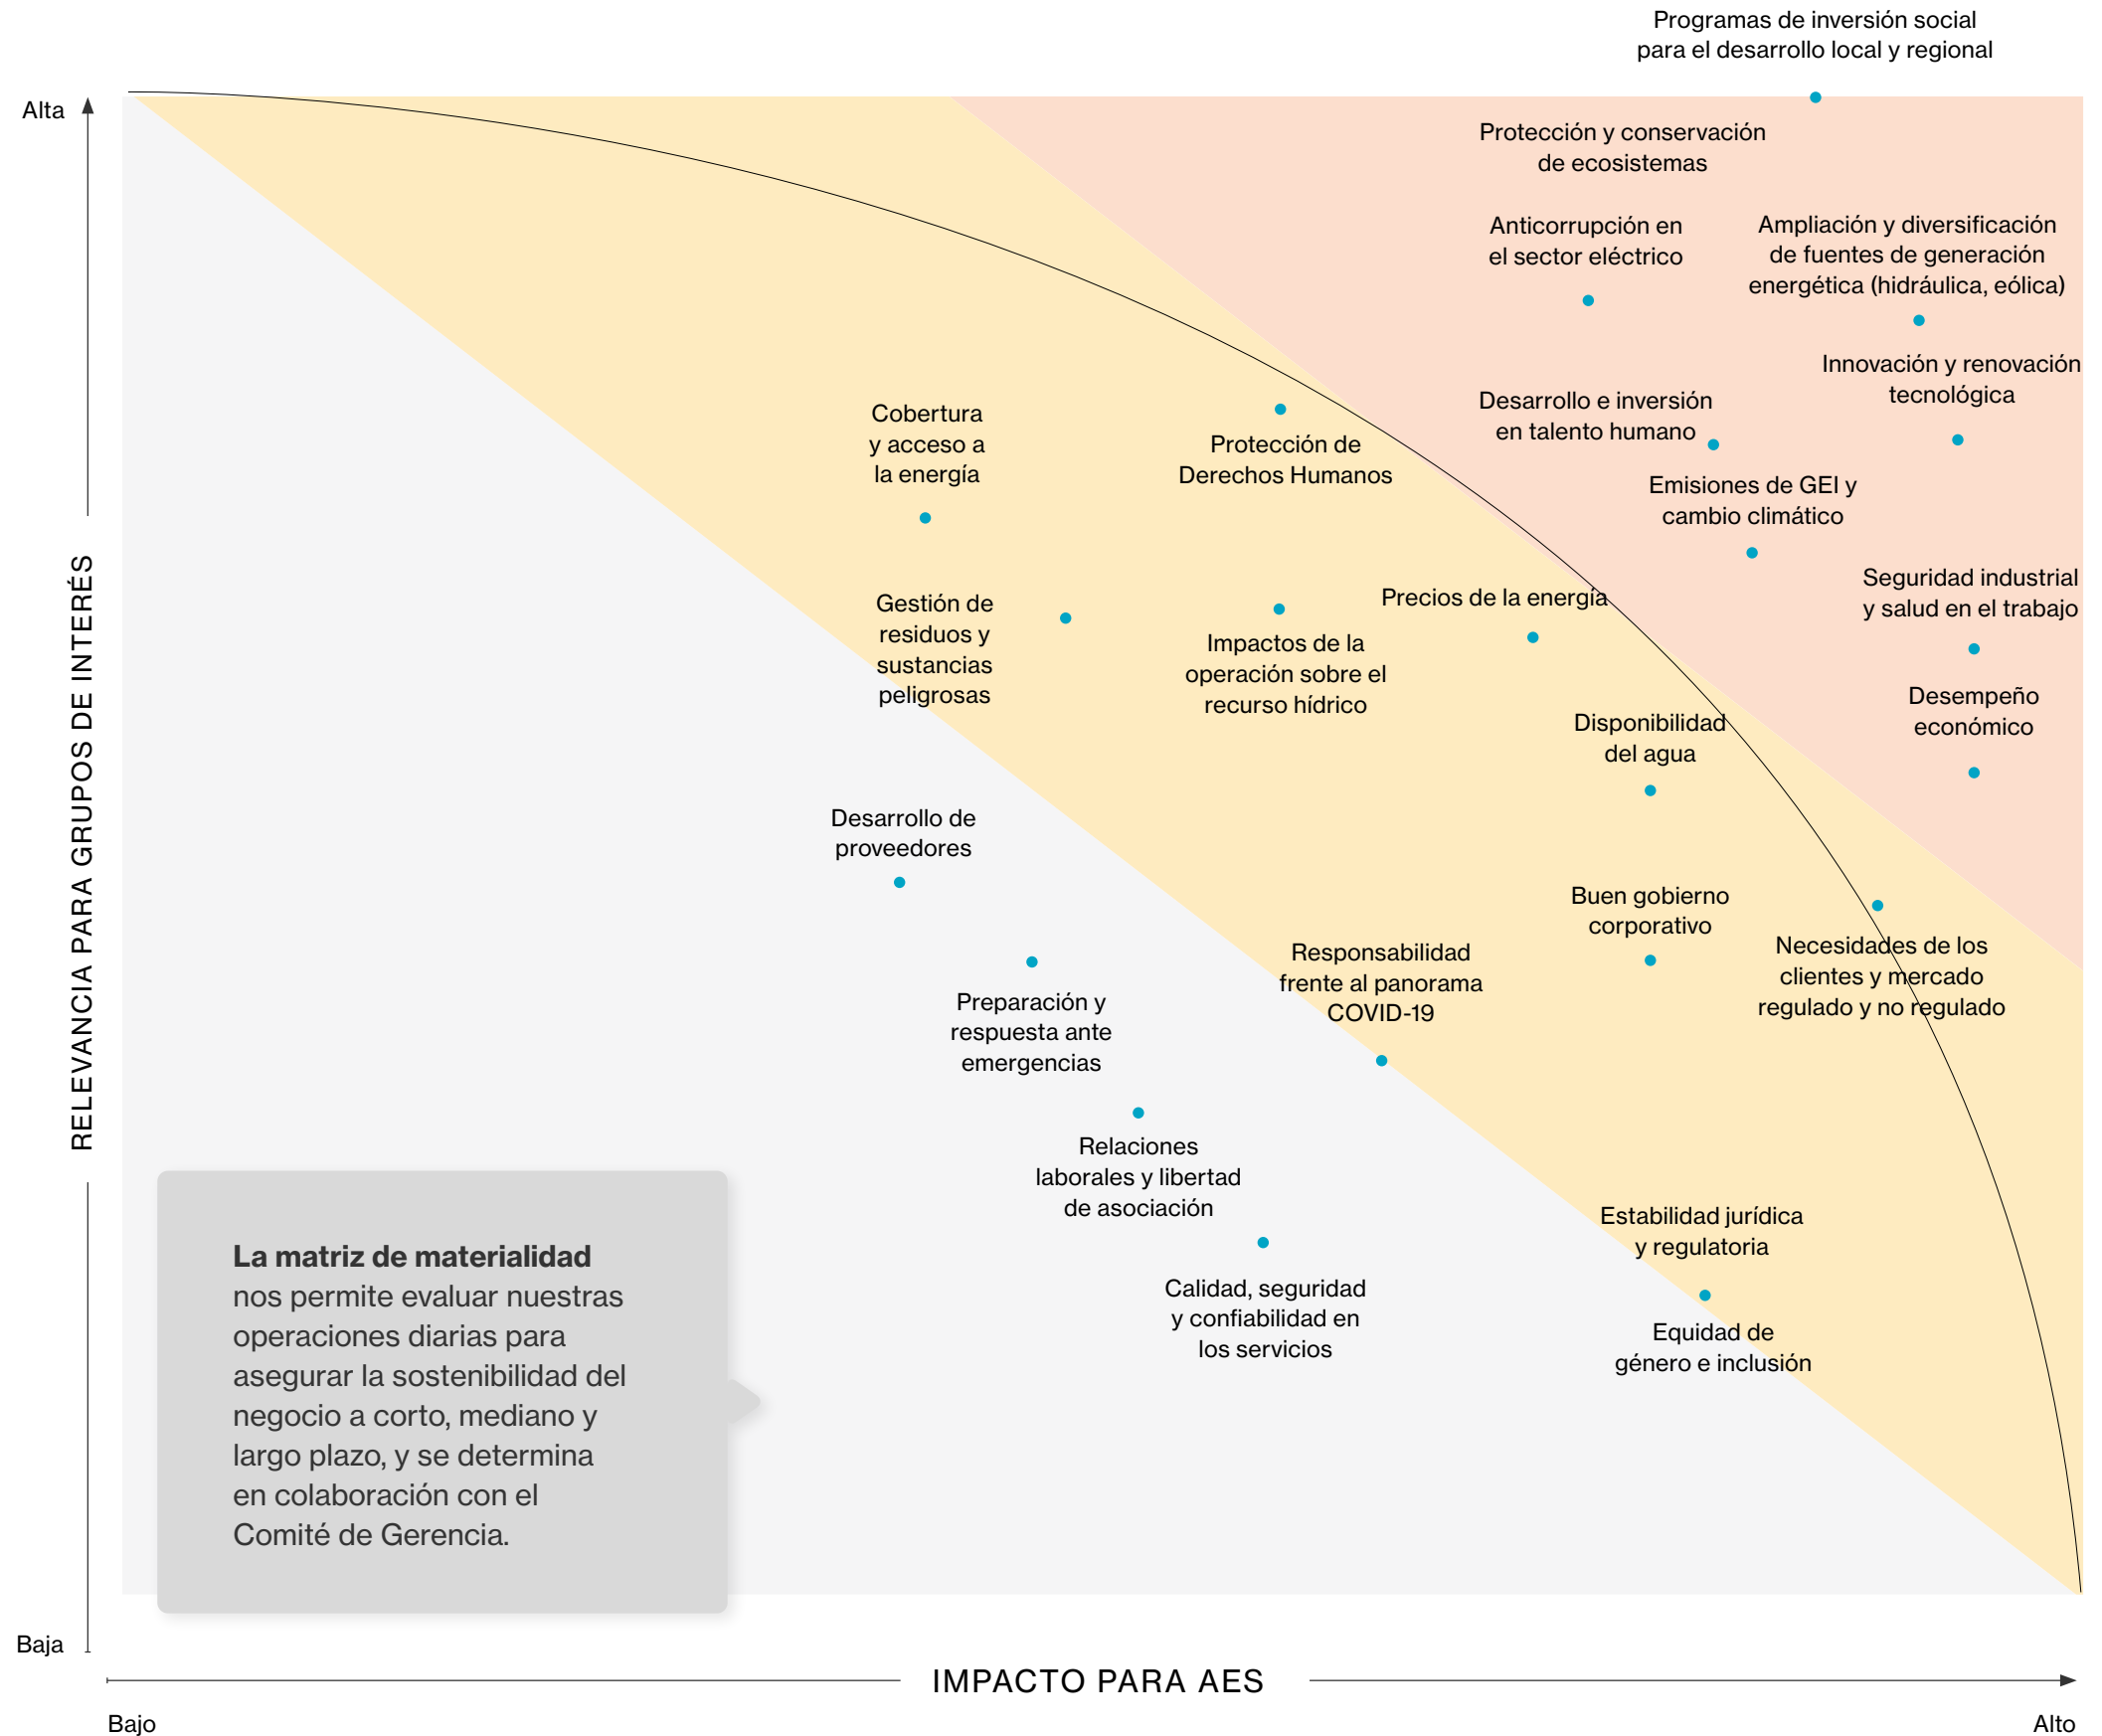 Programas de inversión social
para el desarrollo local y regional
Alta
Protección y conservación
de ecosistemas
Anticorrupción en
el sector eléctrico
Ampliación y diversificación
de fuentes de generación
energética (hidráulica, eólica)
Innovación y renovación
tecnológica
Desarrollo e inversión
en talento humano
Cobertura
y acceso a
la energía
Protección de
Derechos Humanos
Emisiones de GEI y
cambio climático
Seguridad industrial
y salud en el trabajo
RELEVANCIA PARA GRUPOS DE INTERÉS
Gestión de
residuos y
sustancias
peligrosas
Impactos de la
operación sobre el
recurso hídrico
Precios de la energía
Desempeño
económico
Disponibilidad
del agua
Desarrollo de
proveedores
Buen gobierno
corporativo
Necesidades de los
clientes y mercado
regulado y no regulado
Responsabilidad
frente al panorama
COVID-19
Preparación y
respuesta ante
emergencias
Relaciones
laborales y libertad
de asociación
Estabilidad jurídica
y regulatoria
Calidad, seguridad
y confiabilidad en
los servicios
Equidad de
género e inclusión
La matriz de materialidad
nos permite evaluar nuestras
operaciones diarias para
asegurar la sostenibilidad del
negocio a corto, mediano y
largo plazo, y se determina
en colaboración con el
Comité de Gerencia.
Baja
IMPACTO PARA AES
Bajo
Alto